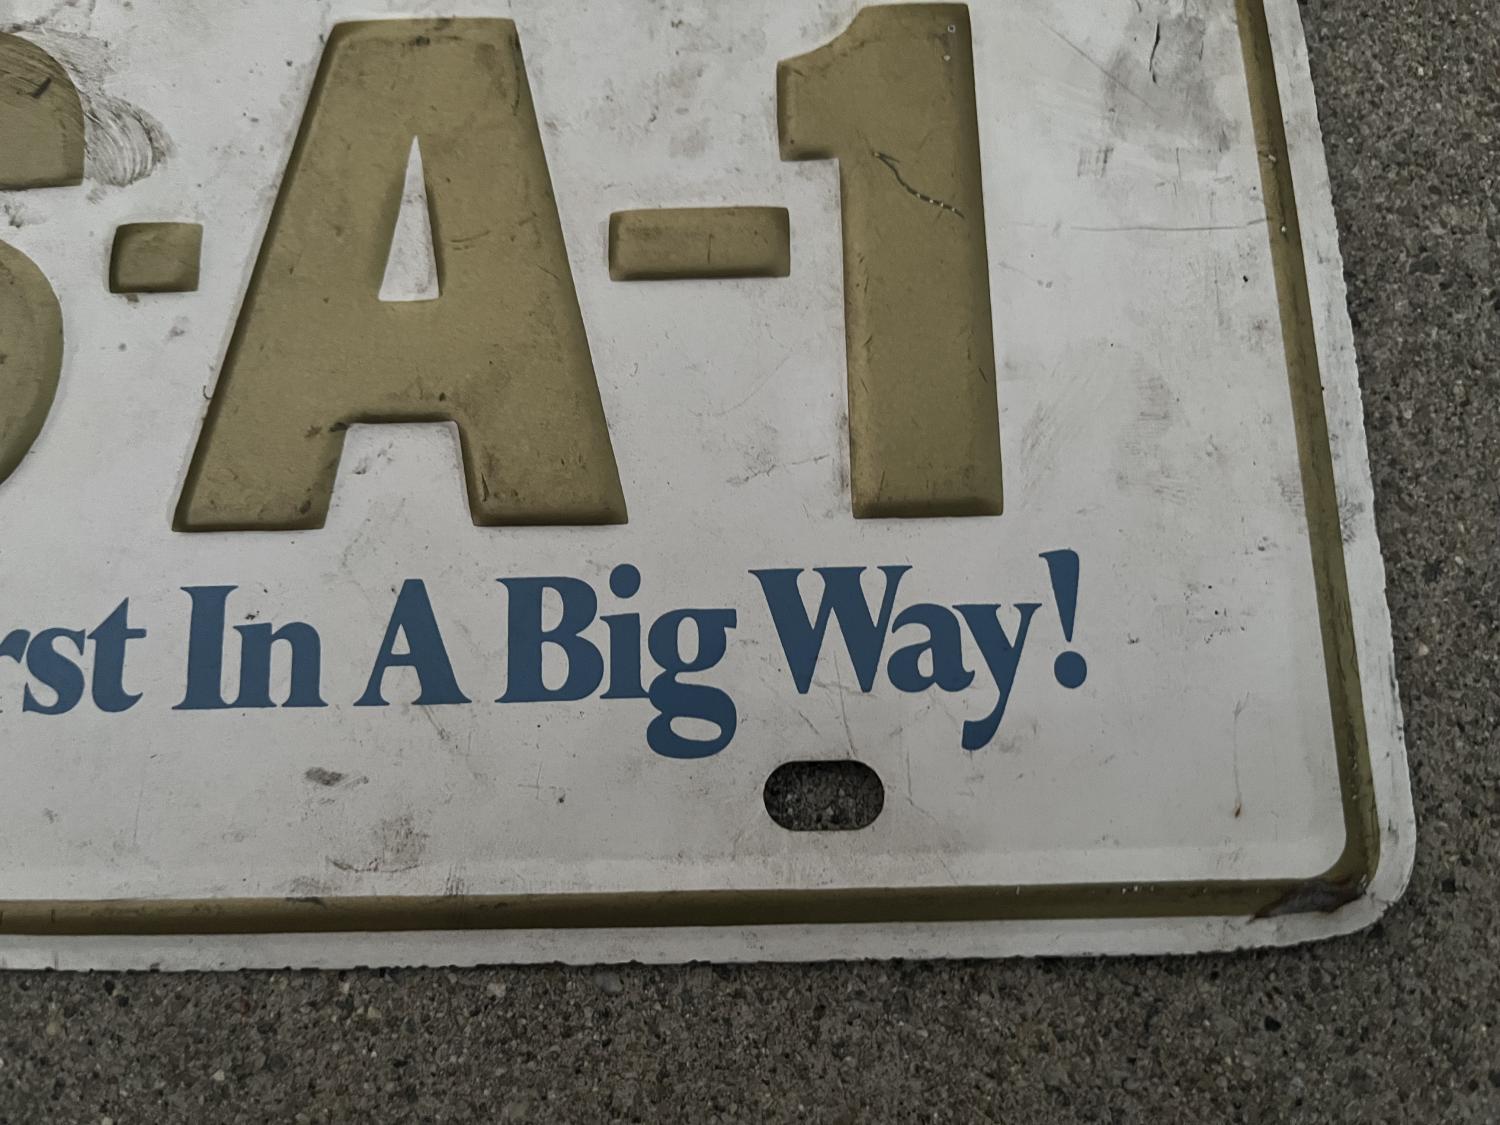 S·A-1
rst In A Big Way!